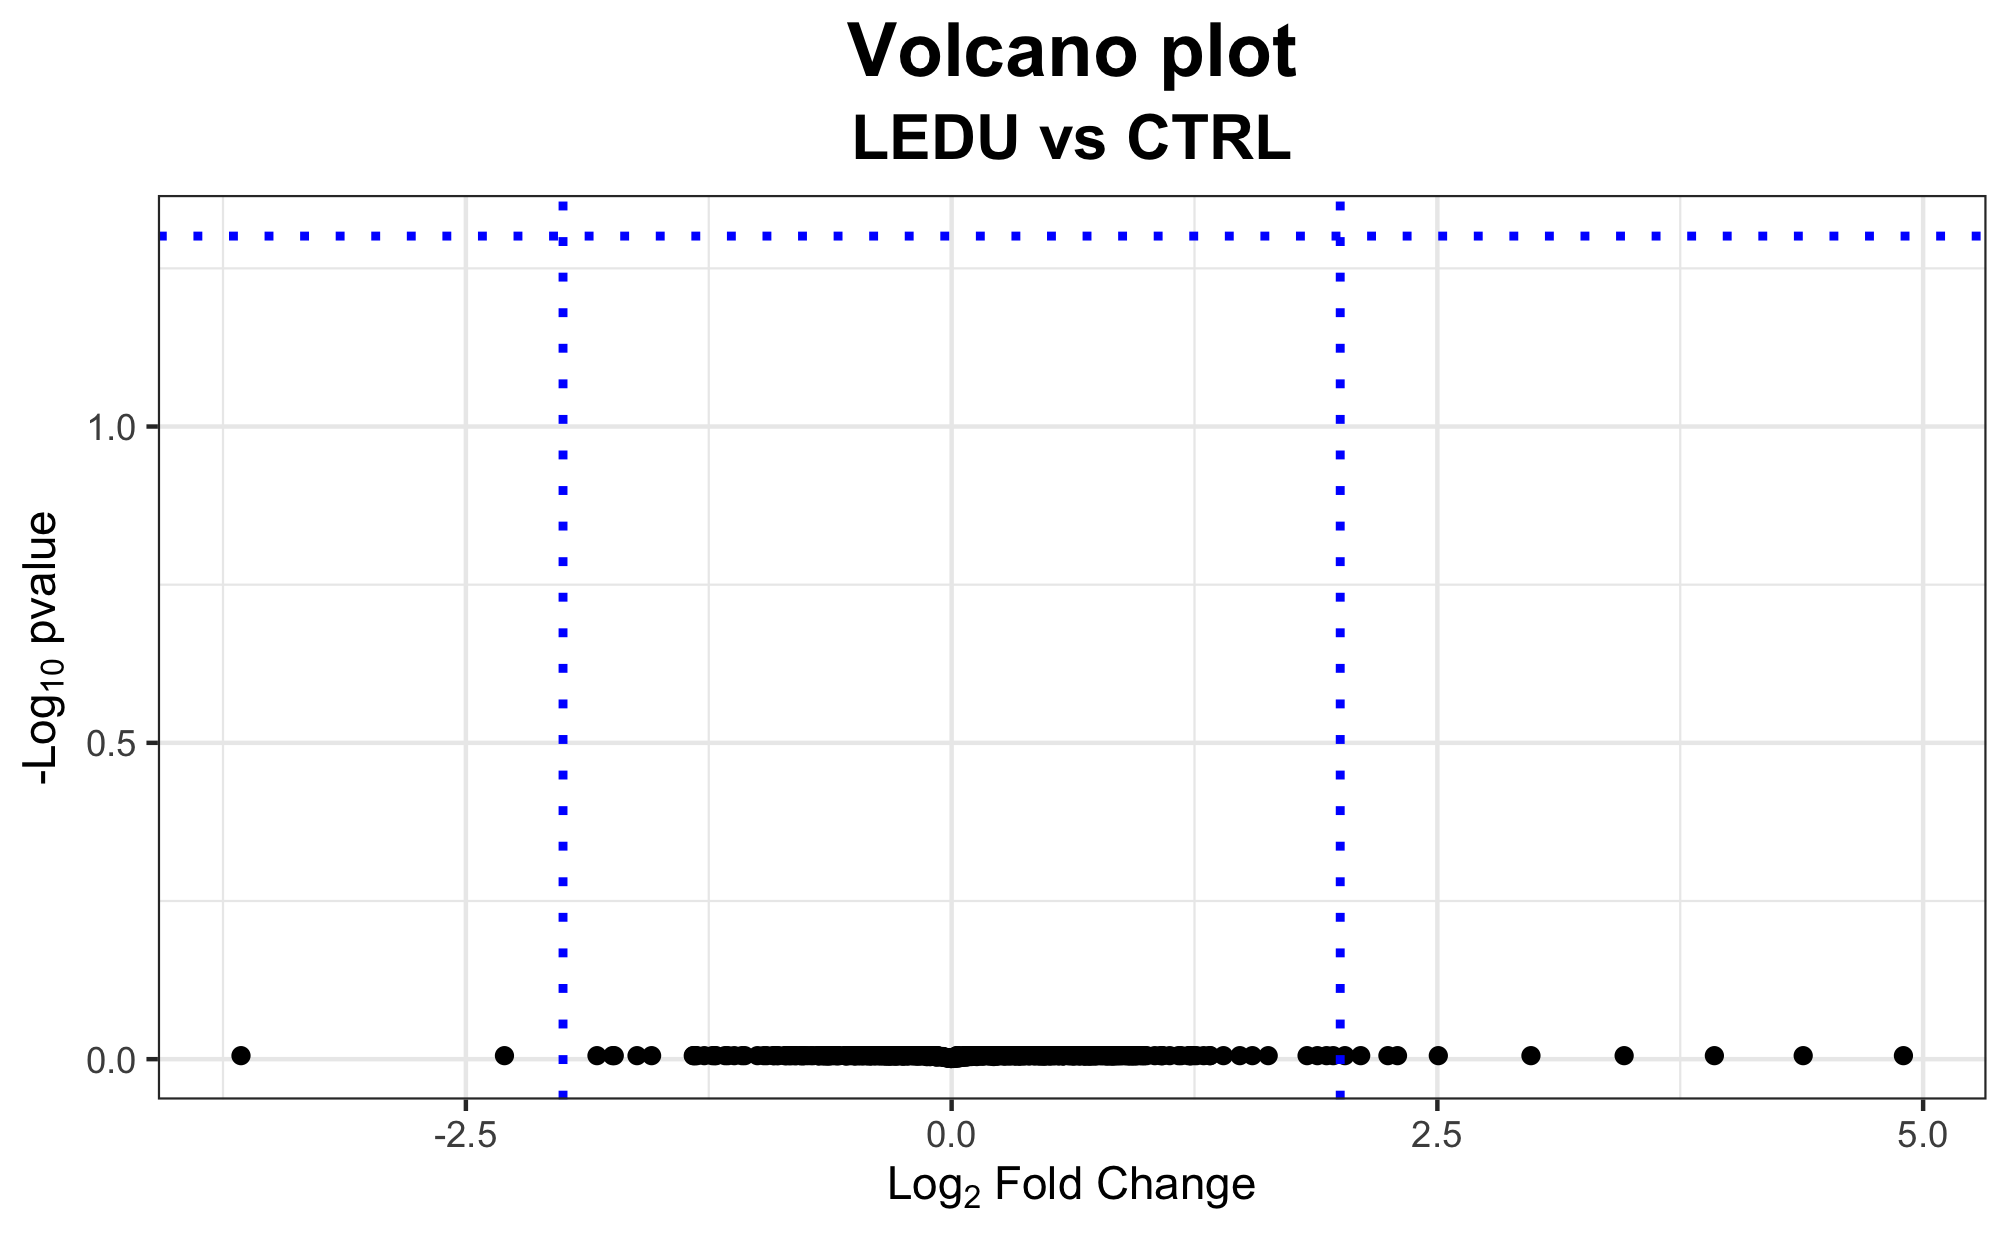 Volcano plot
LEDU vs CTRL
-Log₁₀ pvalue
1.0
0.5
0.0
-2.5 0.0 2.5 5.0
Log₂ Fold Change